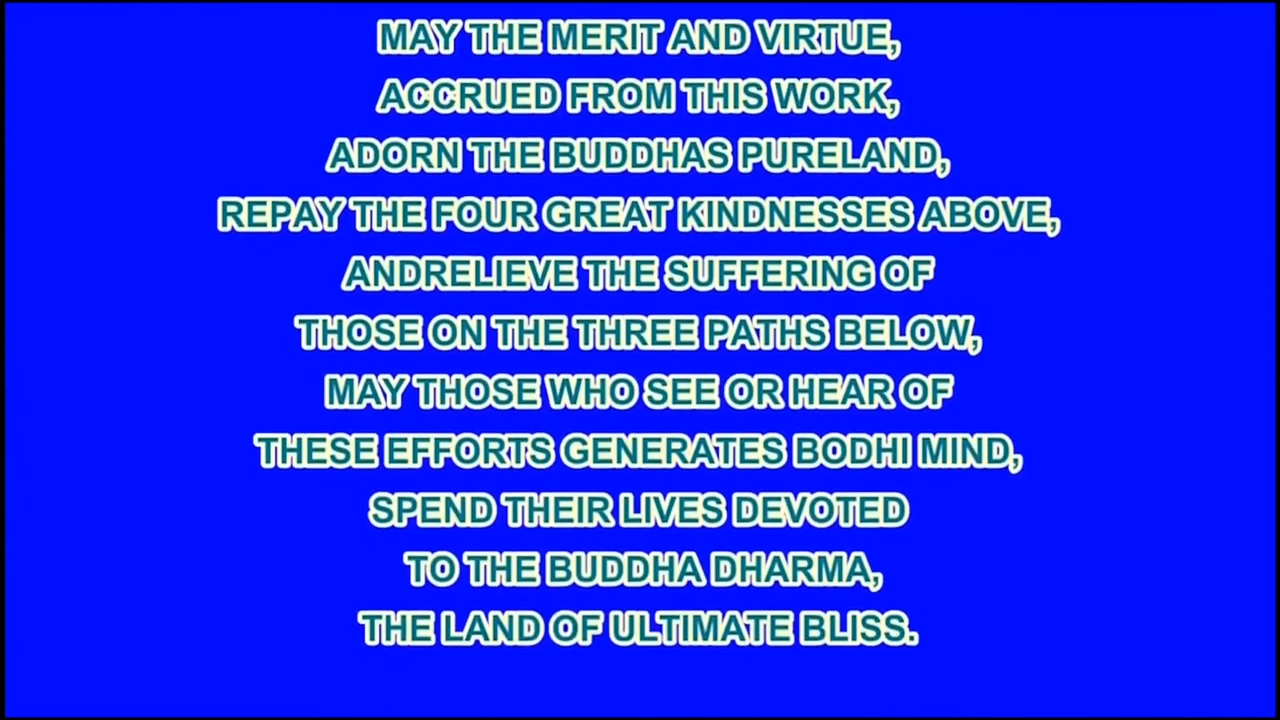 MAY THE MERIT AND VIRTUE,
ACCRUED FROM THIS WORK,
ADORN THE BUDDHAS PURELAND,
REPAY THE FOUR GREAT KINDNESSES ABOVE,
ANDRELIEVE THE SUFFERING OF
THOSE ON THE THREE PATHS BELOW,
MAY THOSE WHO SEE OR HEAR OF
THESE EFFORTS GENERATES BODHI MIND,
SPEND THEIR LIVES DEVOTED
TO THE BUDDHA DHARMA,
THE LAND OF ULTIMATE BLISS.